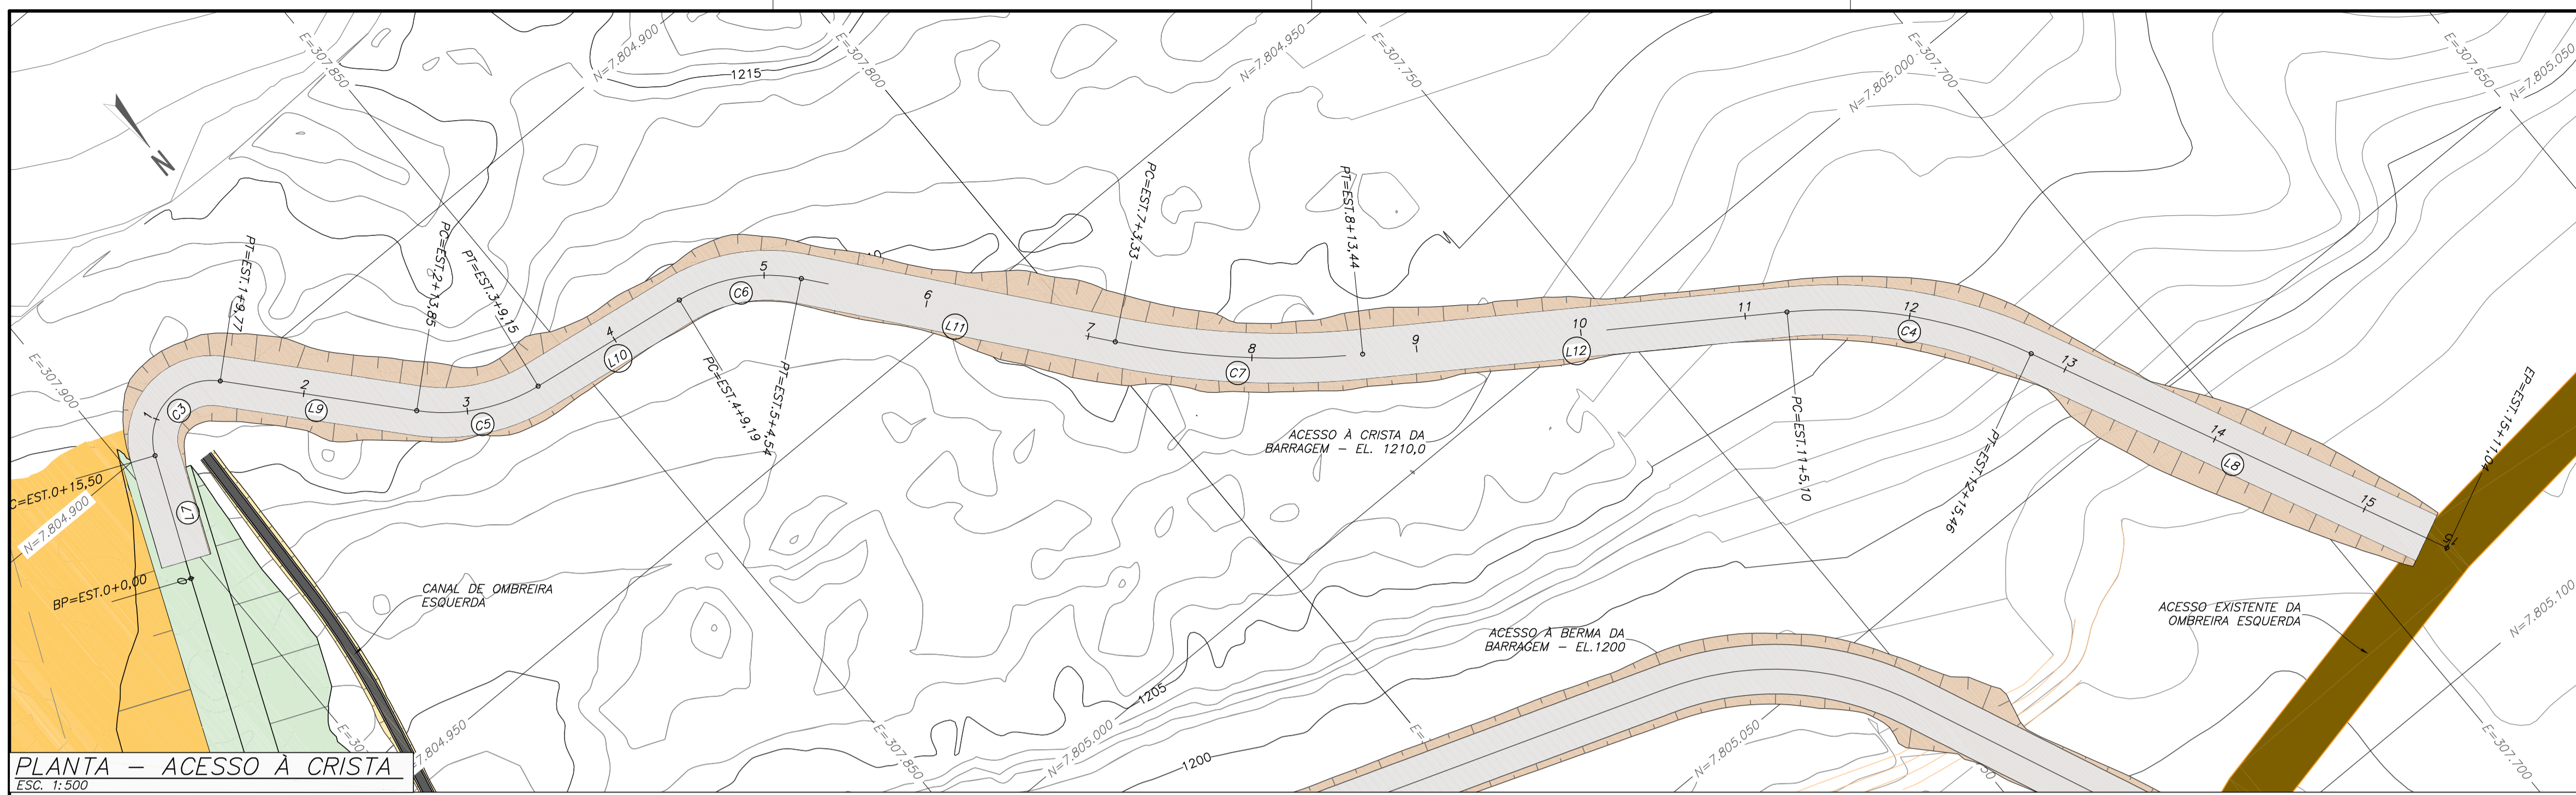 E=307.850
N=7.804.900
E=307.800
N=7.804.950
E=307.750
N=7.805.000
E=307.700
E=307.650
N=7.805.050
1215
N
PT=EST.1+9,77
PC=EST.2+13,85
PT=EST.3+9,15
PC=EST.7+3,33
PT=EST.8+13,44
5
C6
6
L11
7
8
C7
9
10
L12
11
12
C4
13
4
L10
E=307.900
1
C3
2
L9
3
C5
PC=EST.4+9,19
PT=EST.5+4,54
PC=EST.11+5,10
PT=EST.12+15,46
EP=EST.15+11,04
14
L8
15
ACESSO À CRISTA DA
BARRAGEM – EL. 1210,0
C=EST.0+15,50
N=7.804.900
L7
BP=EST.0+0,00
0
CANAL DE OMBREIRA
ESQUERDA
ACESSO À BERMA DA
BARRAGEM – EL.1200
ACESSO EXISTENTE DA
OMBREIRA ESQUERDA
N=7.805.100
1205
1200
7.804.950
E=307.850
N=7.805.000
N=7.805.050
E=307.700
PLANTA – ACESSO À CRISTA
ESC. 1:500